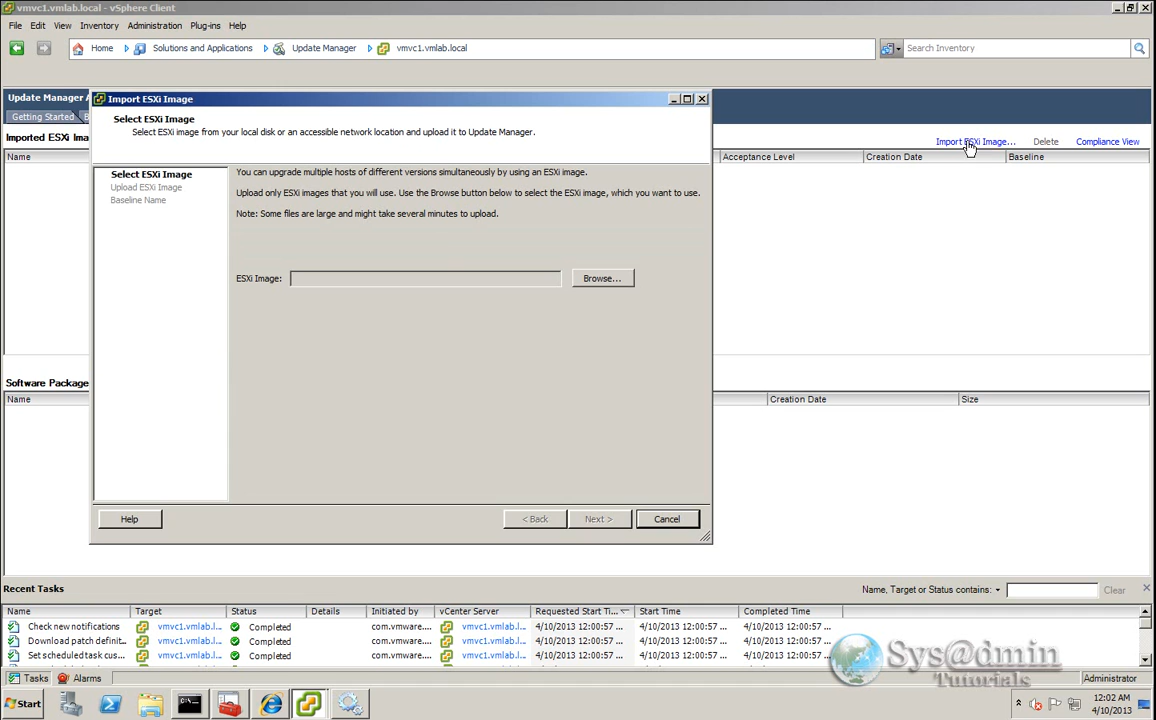 vmvc1.vmlab.local - vSphere Client
File Edit View Inventory Administration Plug-ins Help
Home Solutions and Applications Update Manager vmvc1.vmlab.local Search Inventory
Update Manager
Getting Started
Imported ESXi Ima
Import ESXi Image... Delete Compliance View
Name Acceptance Level Creation Date Baseline
Import ESXi Image
Select ESXi Image
Select ESXi image from your local disk or an accessible network location and upload it to Update Manager.
Select ESXi Image
Upload ESXi Image
Baseline Name
You can upgrade multiple hosts of different versions simultaneously by using an ESXi image.
Upload only ESXi images that you will use. Use the Browse button below to select the ESXi image, which you want to use.
Note: Some files are large and might take several minutes to upload.
ESXi Image: Browse...
Software Package
Name Creation Date Size
Help < Back Next > Cancel
Recent Tasks Name, Target or Status contains: Clear
Name Target Status Details Initiated by vCenter Server Requested Start Ti... Start Time Completed Time
Check new notifications vmvc1.vmlab.l... Completed com.vmware.... vmvc1.vmlab.l... 4/10/2013 12:00:57 ... 4/10/2013 12:00:57 ... 4/10/2013 12:00:57 ...
Download patch definit... vmvc1.vmlab.l... Completed com.vmware.... vmvc1.vmlab.l... 4/10/2013 12:00:57 ... 4/10/2013 12:00:57 ... 4/10/2013 12:00:57 ...
Set scheduled task cus... vmvc1.vmlab.l... Completed com.vmware.... vmvc1.vmlab.l... 4/10/2013 12:00:57 ... 4/10/2013 12:00:57 ... 4/10/2013 12:00:57 ...
Sys@dmin
Tutorials
Tasks Alarms Administrator
Start 12:02 AM
4/10/2013